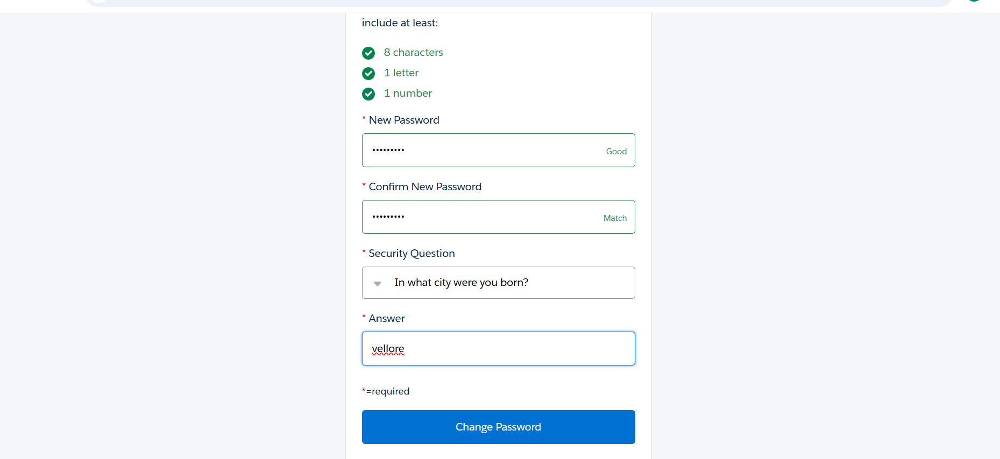 include at least:
8 characters
1 letter
1 number
* New Password
••••••••• Good
* Confirm New Password
••••••••• Match
* Security Question
In what city were you born?
* Answer
vellore
*=required
Change Password